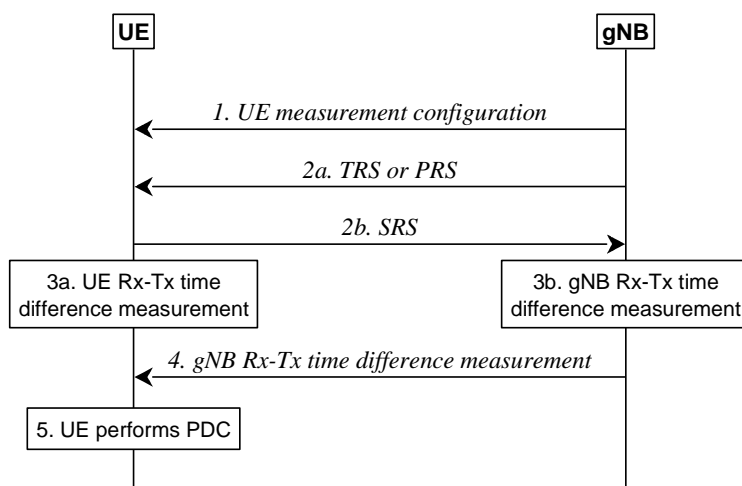 UE
gNB
1. UE measurement configuration
2a. TRS or PRS
2b. SRS
3a. UE Rx-Tx time
difference measurement
3b. gNB Rx-Tx time
difference measurement
4. gNB Rx-Tx time difference measurement
5. UE performs PDC